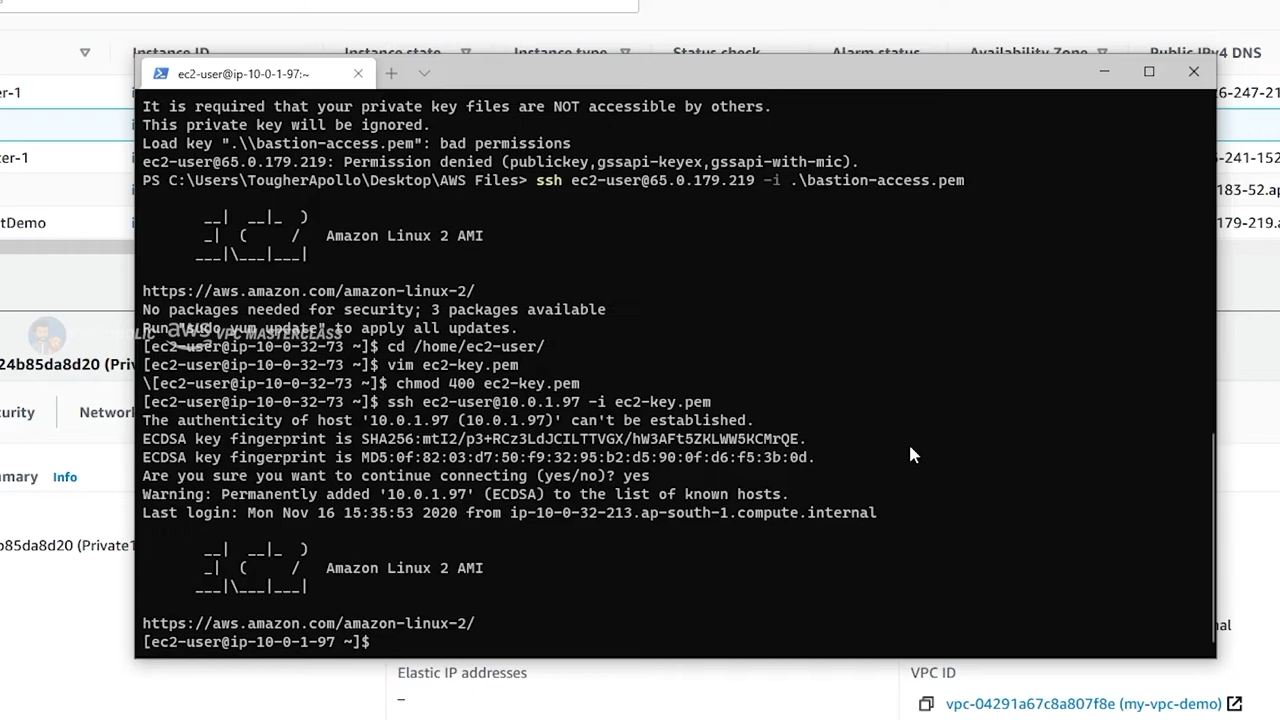 Instance ID Instance state Instance type Status check Alarm status Availability Zone Public IPv4 DNS
ec2-user@ip-10-0-1-97:~
er-1
6-247-21
ter-1
-241-152
183-52.ap
tDemo
179-219.a
It is required that your private key files are NOT accessible by others.
This private key will be ignored.
Load key ".\\bastion-access.pem": bad permissions
ec2-user@65.0.179.219: Permission denied (publickey,gssapi-keyex,gssapi-with-mic).
PS C:\Users\TougherApollo\Desktop\AWS Files> ssh ec2-user@65.0.179.219 -i .\bastion-access.pem
__| __|_ )
_| ( / Amazon Linux 2 AMI
___|\___|___|
https://aws.amazon.com/amazon-linux-2/
No packages needed for security; 3 packages available
Run "sudo yum update" to apply all updates.
aws VPC MASTERCLASS
[ec2-user@ip-10-0-32-73 ~]$ cd /home/ec2-user/
[ec2-user@ip-10-0-32-73 ~]$ vim ec2-key.pem
\[ec2-user@ip-10-0-32-73 ~]$ chmod 400 ec2-key.pem
[ec2-user@ip-10-0-32-73 ~]$ ssh ec2-user@10.0.1.97 -i ec2-key.pem
The authenticity of host '10.0.1.97 (10.0.1.97)' can't be established.
ECDSA key fingerprint is SHA256:mtI2/p3+RCz3LdJCILTTVGX/hW3AFt5ZKLWW5KCMrQE.
ECDSA key fingerprint is MD5:0f:82:03:d7:50:f9:32:95:b2:d5:90:0f:d6:f5:3b:0d.
Are you sure you want to continue connecting (yes/no)? yes
Warning: Permanently added '10.0.1.97' (ECDSA) to the list of known hosts.
Last login: Mon Nov 16 15:35:53 2020 from ip-10-0-32-213.ap-south-1.compute.internal
__| __|_ )
_| ( / Amazon Linux 2 AMI
___|\___|___|
https://aws.amazon.com/amazon-linux-2/
[ec2-user@ip-10-0-1-97 ~]$
24b85da8d20 (Priv
curity
Network
mmary Info
b85da8d20 (Private1
nal
Elastic IP addresses
–
VPC ID
vpc-04291a67c8a807f8e (my-vpc-demo)